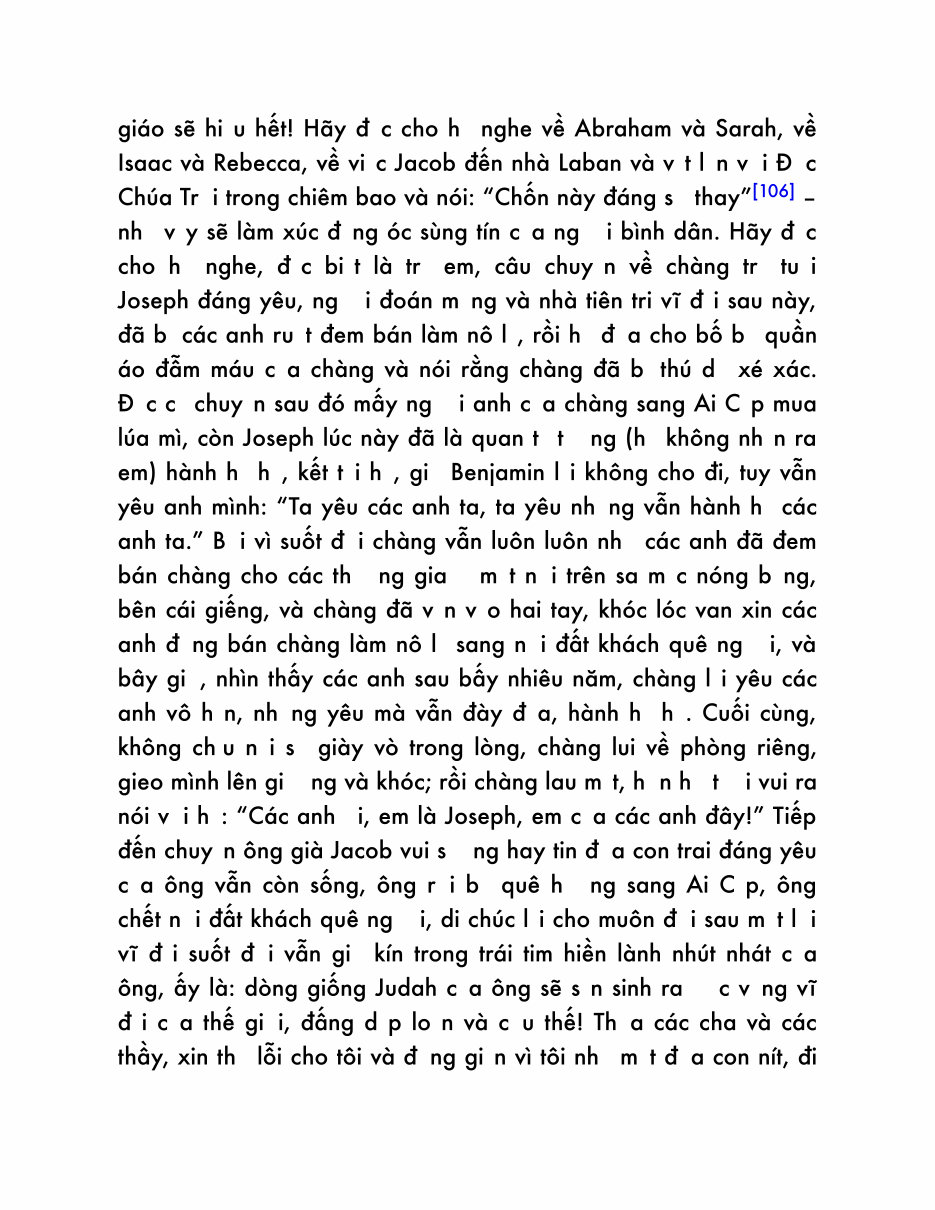 giáo sẽ hi u hết! Hãy đ c cho h nghe về Abraham và Sarah, về
Isaac và Rebecca, về vi c Jacob đến nhà Laban và v t l n v i Đ c
Chúa Tr i trong chiêm bao và nói: “Chốn này đáng s thay”[106] –
nh v y sẽ làm xúc đ ng óc sùng tín c a ng i bình dân. Hãy đ c
cho h nghe, đ c bi t là tr em, câu chuy n về chàng tr tu i
Joseph đáng yêu, ng i đoán m ng và nhà tiên tri vĩ đ i sau này,
đã b các anh ru t đem bán làm nô l , rồi h đ a cho bố b quần
áo đẫm máu c a chàng và nói rằng chàng đã b thú d xé xác.
Đ c c chuy n sau đó mấy ng i anh c a chàng sang Ai C p mua
lúa mì, còn Joseph lúc này đã là quan t t ng (h không nh n ra
em) hành h h , kết t i h , gi Benjamin l i không cho đi, tuy vẫn
yêu anh mình: “Ta yêu các anh ta, ta yêu nh ng vẫn hành h các
anh ta.” B i vì suốt đ i chàng vẫn luôn luôn nh các anh đã đem
bán chàng cho các th ng gia m t n i trên sa m c nóng b ng,
bên cái giếng, và chàng đã v n v o hai tay, khóc lóc van xin các
anh đ ng bán chàng làm nô l sang n i đất khách quê ng i, và
bây gi , nhìn thấy các anh sau bấy nhiêu năm, chàng l i yêu các
anh vô h n, nh ng yêu mà vẫn đày đ a, hành h h . Cuối cùng,
không ch u n i s giày vò trong lòng, chàng lui về phòng riêng,
gieo mình lên gi ng và khóc; rồi chàng lau m t, h n h t i vui ra
nói v i h : “Các anh i, em là Joseph, em c a các anh đây!” Tiếp
đến chuy n ông già Jacob vui s ng hay tin đ a con trai đáng yêu
c a ông vẫn còn sống, ông r i b quê h ng sang Ai C p, ông
chết n i đất khách quê ng i, di chúc l i cho muôn đ i sau m t l i
vĩ đ i suốt đ i vẫn gi kín trong trái tim hiền lành nhút nhát c a
ông, ấy là: dòng giống Judah c a ông sẽ s n sinh ra c v ng vĩ
đ i c a thế gi i, đấng d p lo n và c u thế! Th a các cha và các
thầy, xin th lỗi cho tôi và đ ng gi n vì tôi nh m t đ a con nít, đi